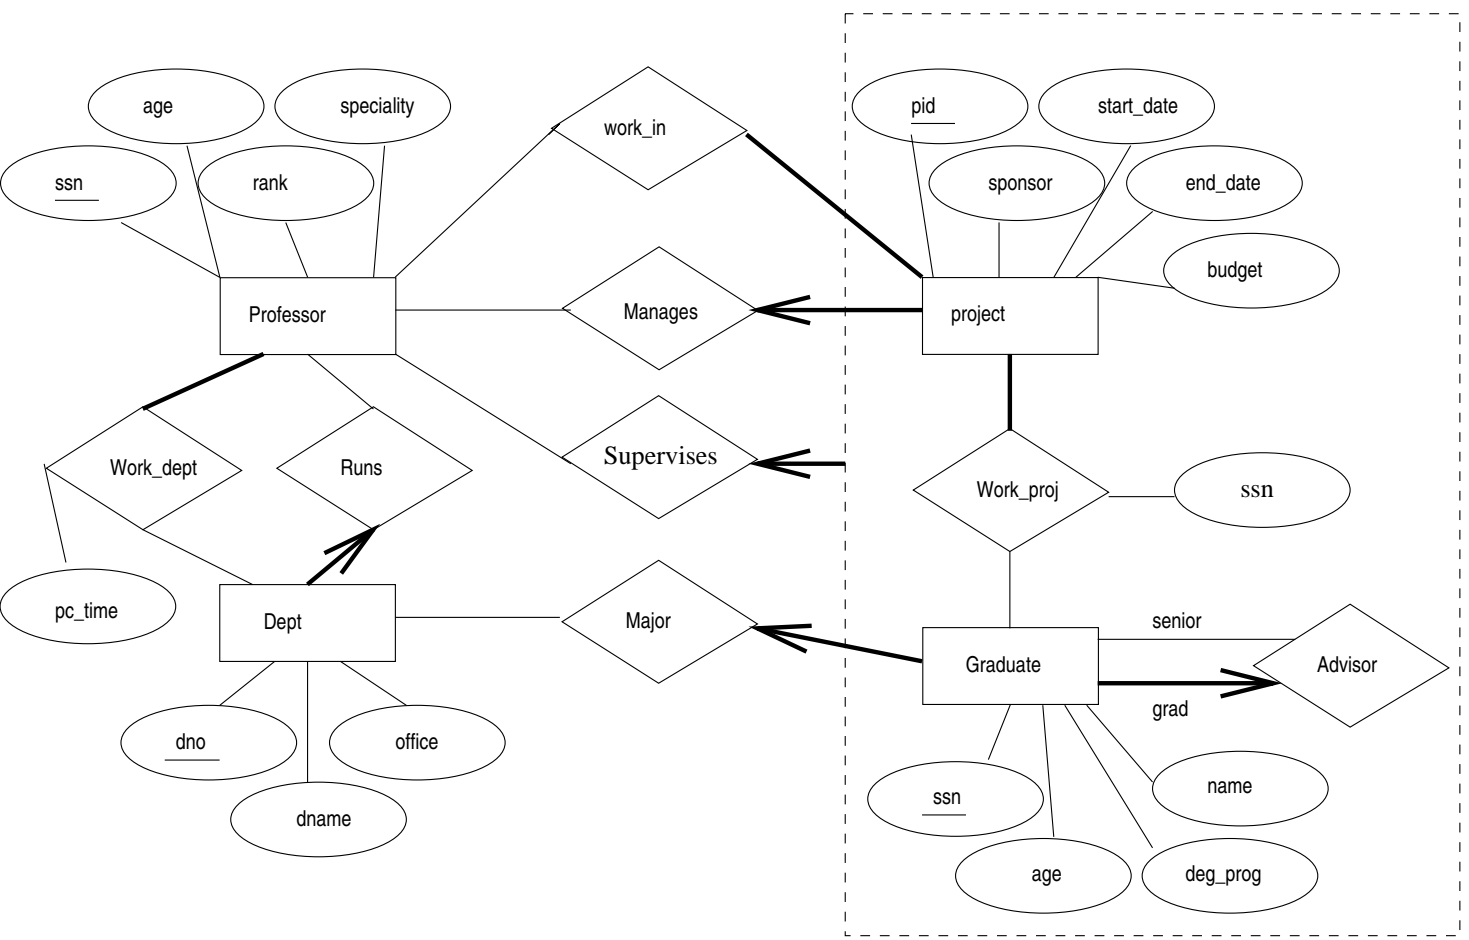 age
speciality
work_in
pid
start_date
ssn
rank
sponsor
end_date
budget
Professor
Manages
project
Work_dept
Runs
Supervises
Work_proj
ssn
pc_time
Dept
Major
senior
Graduate
Advisor
grad
dno
office
ssn
name
dname
age
deg_prog